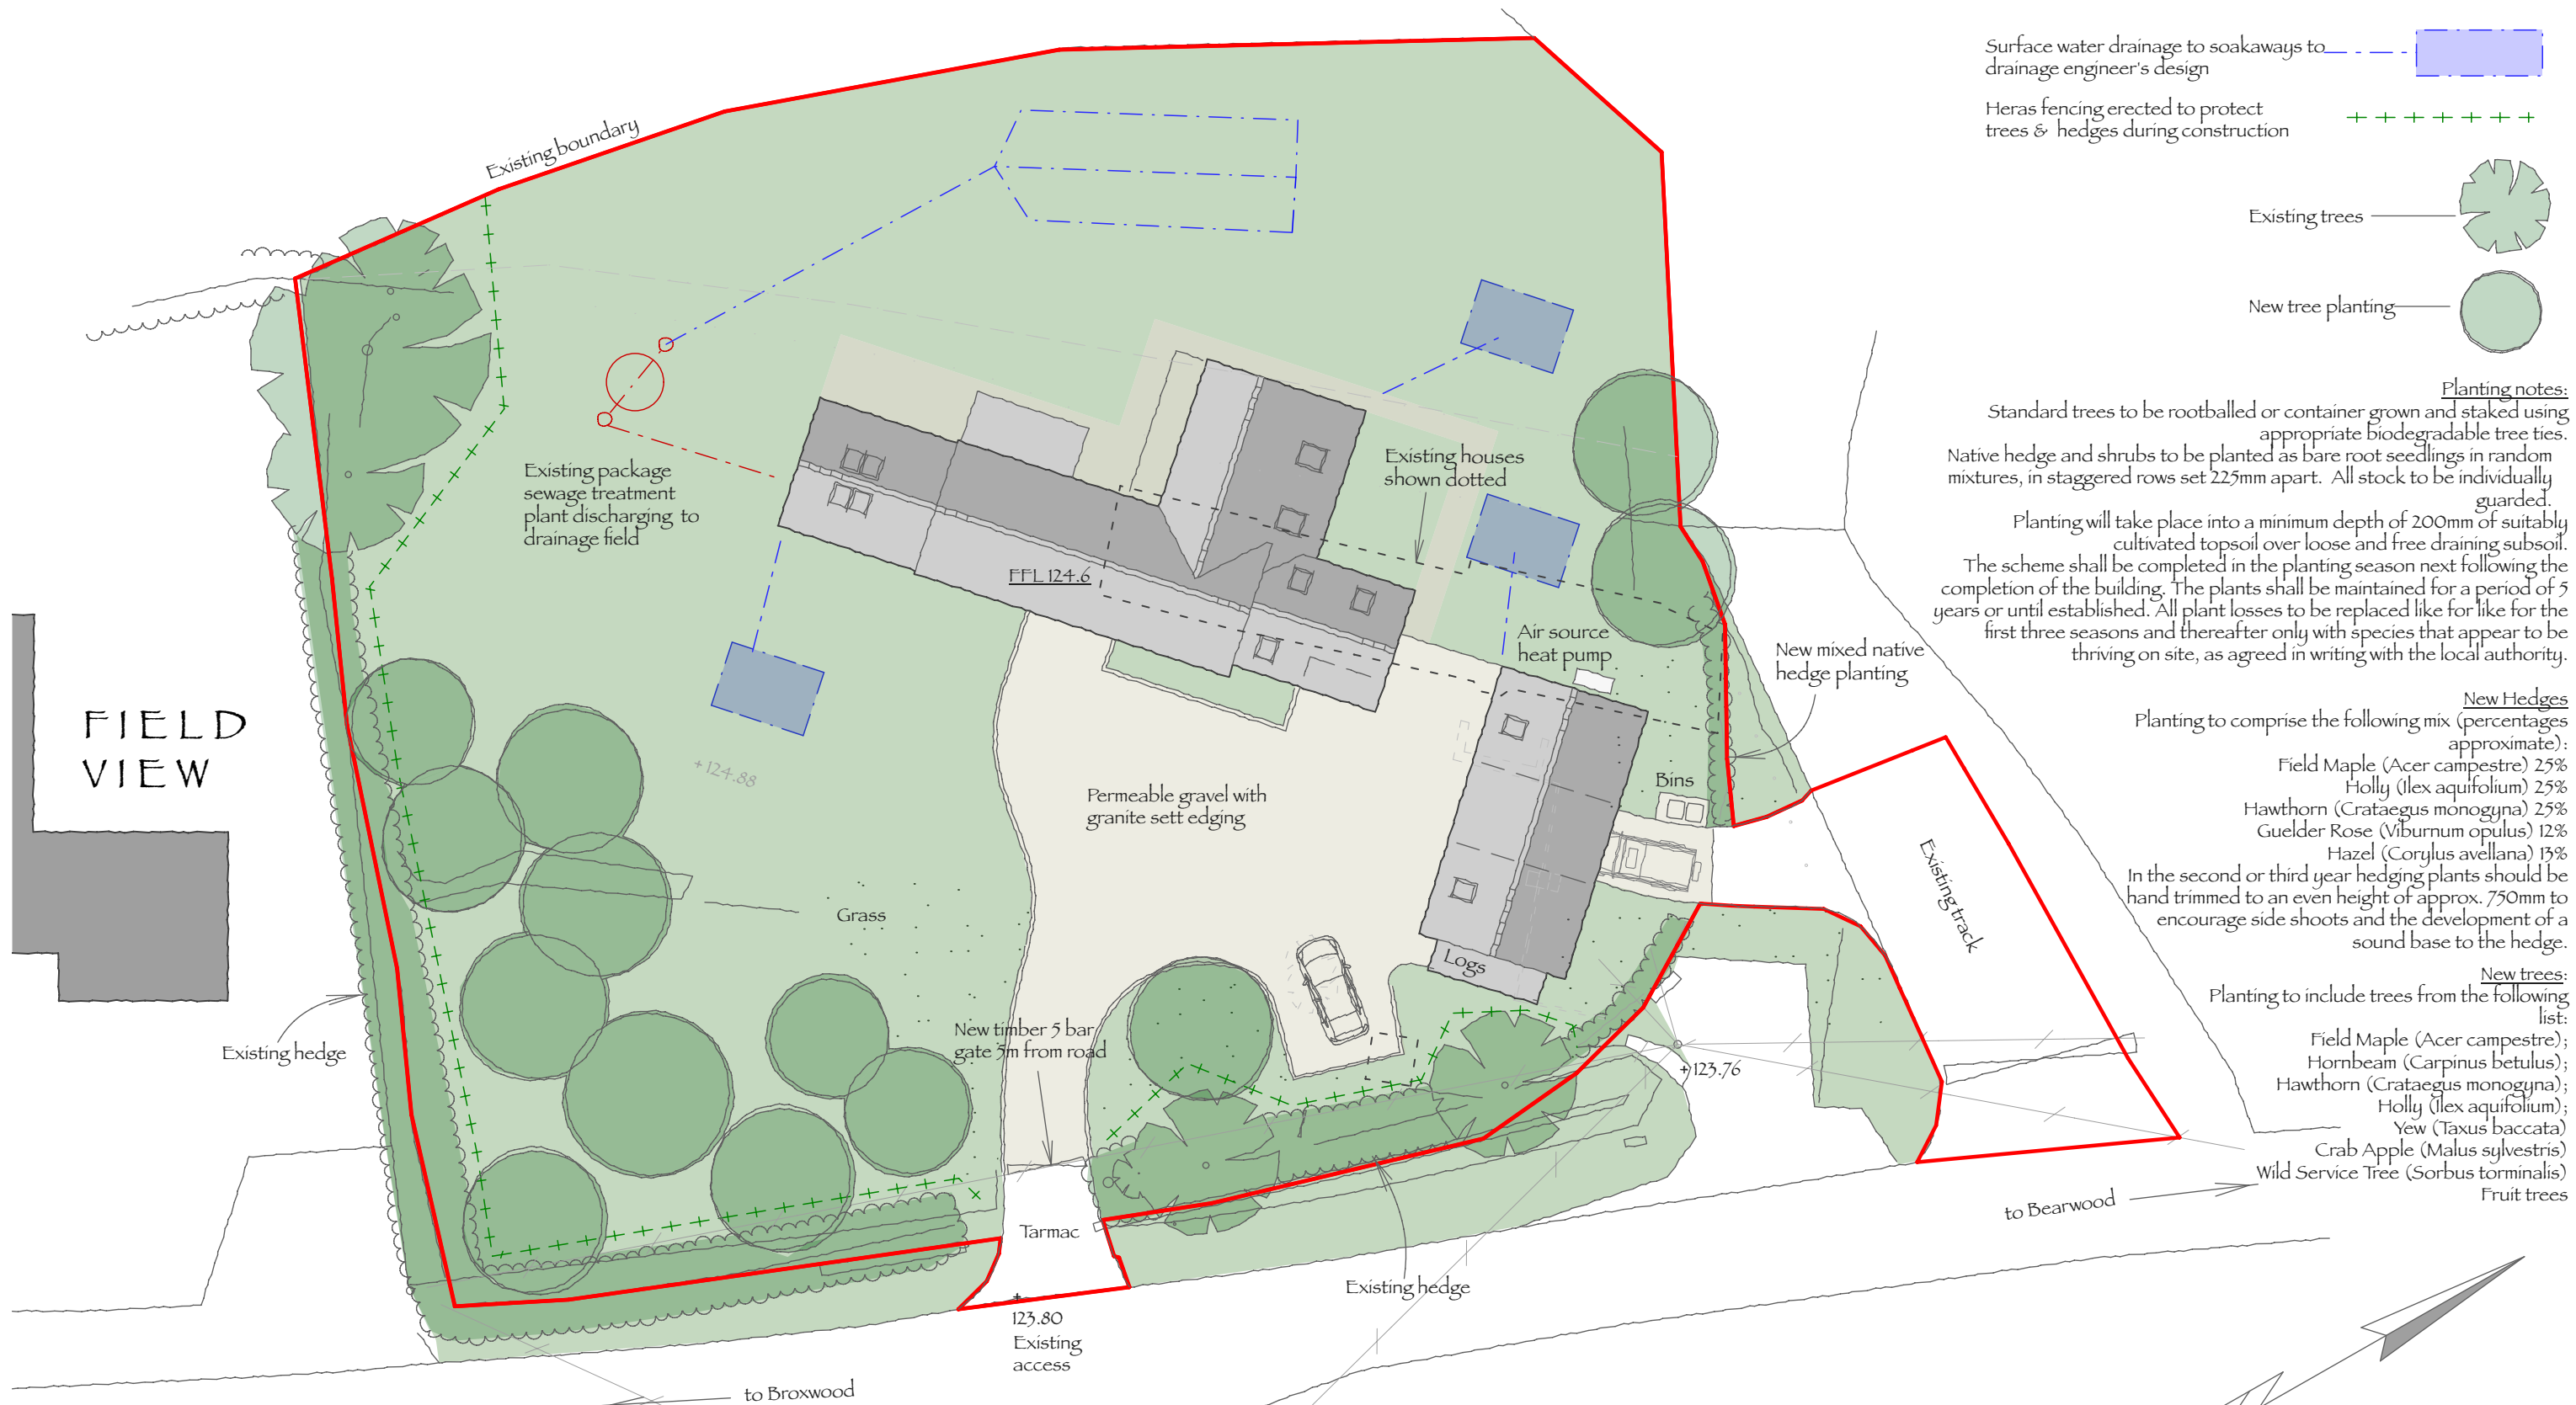 Surface water drainage to soakaways to
drainage engineer's design
Heras fencing erected to protect
trees & hedges during construction
Existing trees
New tree planting
Planting notes:
Standard trees to be rootballed or container grown and staked using
appropriate biodegradable tree ties.
Native hedge and shrubs to be planted as bare root seedlings in random
mixtures, in staggered rows set 225mm apart. All stock to be individually
guarded.
Planting will take place into a minimum depth of 200mm of suitably
cultivated topsoil over loose and free draining subsoil.
The scheme shall be completed in the planting season next following the
completion of the building. The plants shall be maintained for a period of 5
years or until established. All plant losses to be replaced like for like for the
first three seasons and thereafter only with species that appear to be
thriving on site, as agreed in writing with the local authority.
New Hedges
Planting to comprise the following mix (percentages
approximate):
Field Maple (Acer campestre) 25%
Holly (Ilex aquifolium) 25%
Hawthorn (Crataegus monogyna) 25%
Guelder Rose (Viburnum opulus) 12%
Hazel (Corylus avellana) 13%
In the second or third year hedging plants should be
hand trimmed to an even height of approx. 750mm to
encourage side shoots and the development of a
sound base to the hedge.
New trees:
Planting to include trees from the following
list:
Field Maple (Acer campestre);
Hornbeam (Carpinus betulus);
Hawthorn (Crataegus monogyna);
Holly (Ilex aquifolium);
Yew (Taxus baccata)
Crab Apple (Malus sylvestris)
Wild Service Tree (Sorbus torminalis)
Fruit trees
Existing boundary
Existing package
sewage treatment
plant discharging to
drainage field
Existing houses
shown dotted
FFL 124.6
Air source
heat pump
New mixed native
hedge planting
FIELD
VIEW
+124.88
Bins
Permeable gravel with
granite sett edging
Existing track
Grass
Logs
New timber 5 bar
gate 5m from road
Existing hedge
+123.76
Tarmac
to Bearwood
Existing hedge
+
123.80
Existing
access
to Broxwood